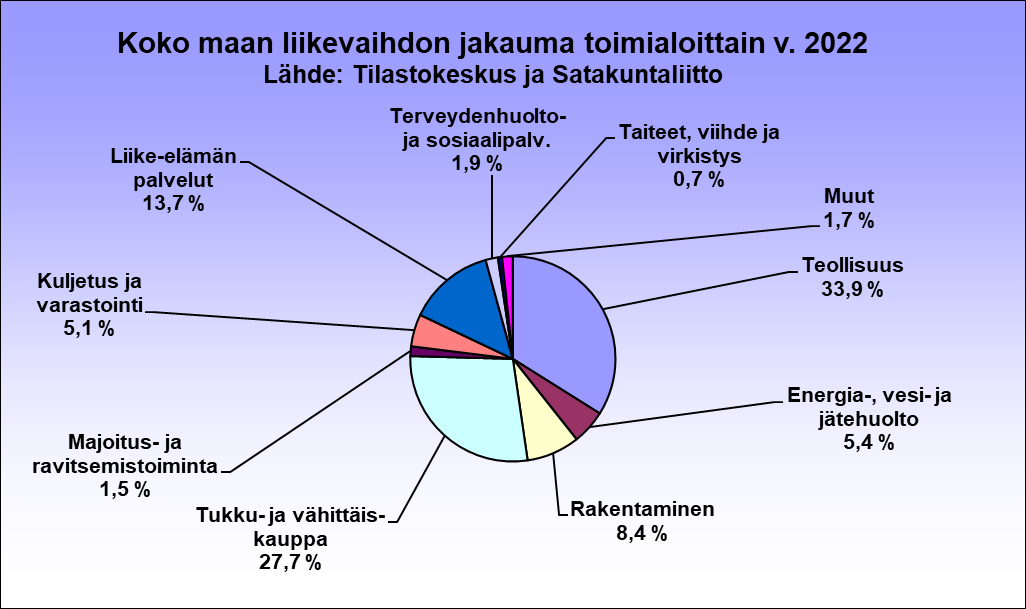 Koko maan liikevaihdon jakauma toimialoittain v. 2022
Lähde: Tilastokeskus ja Satakuntaliitto
Terveydenhuolto-
ja sosiaalipalv.
1,9 %
Taiteet, viihde ja
virkistys
0,7 %
Liike-elämän
palvelut
13,7 %
Muut
1,7 %
Teollisuus
33,9 %
Kuljetus ja
varastointi
5,1 %
Energia-, vesi- ja
jätehuolto
5,4 %
Majoitus- ja
ravitsemistoiminta
1,5 %
Rakentaminen
8,4 %
Tukku- ja vähittäis-
kauppa
27,7 %